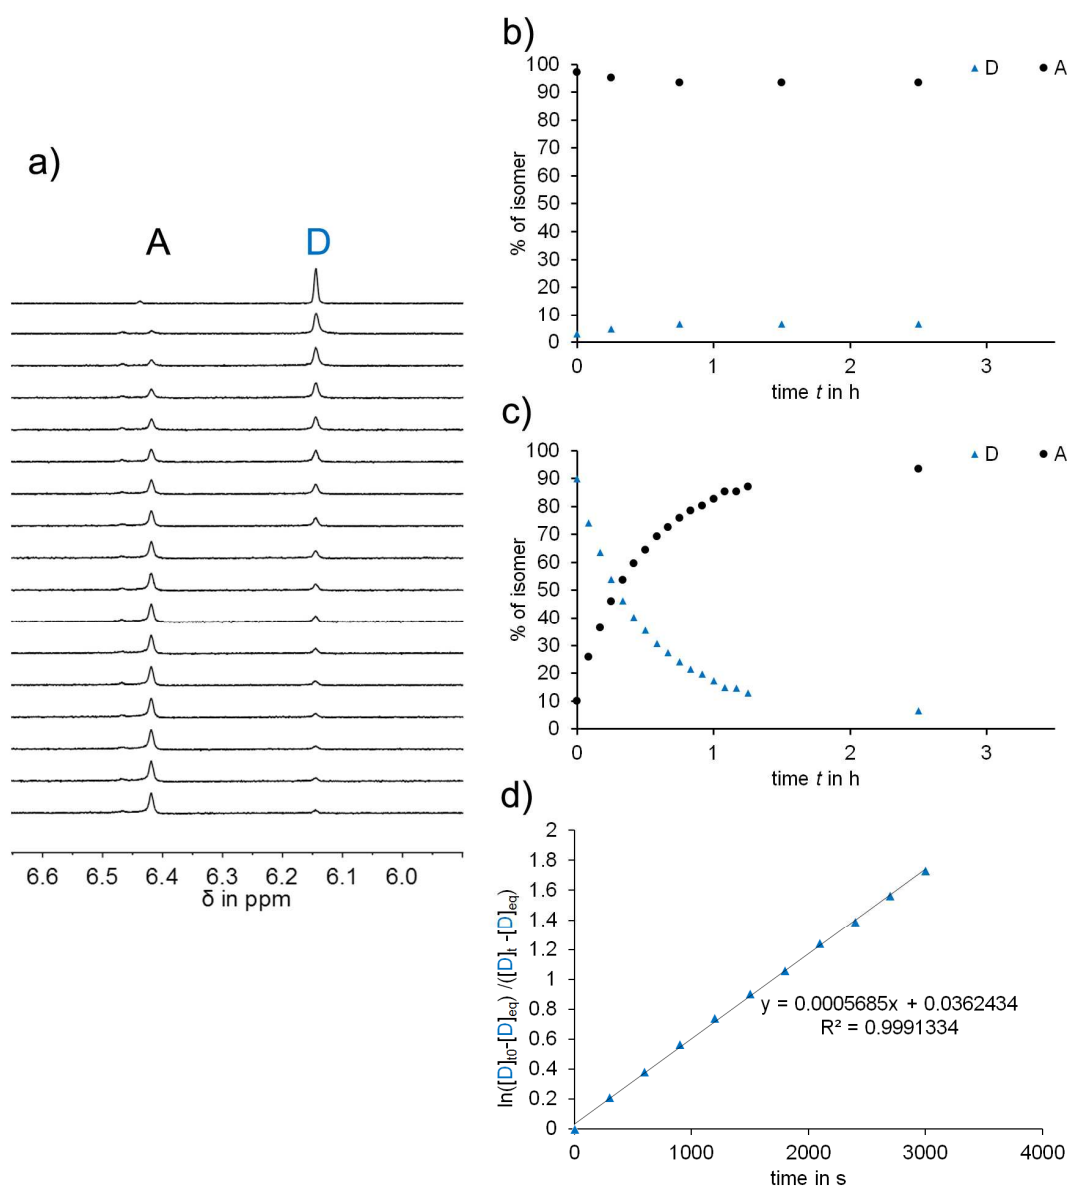 a)
A D
6.6 6.5 6.4 6.3 6.2 6.1 6.0
δ in ppm
b)
D A
100
90
80
70
60
50
40
30
20
10
0
% of isomer
0 1 2 3
time t in h
c)
D A
100
90
80
70
60
50
40
30
20
10
0
% of isomer
0 1 2 3
time t in h
d)
2
1.8
1.6
1.4
1.2
1
0.8
0.6
0.4
0.2
0
ln([D]t0-[D]eq) /([D]t -[D]eq)
y = 0.0005685x + 0.0362434
R² = 0.9991334
0 1000 2000 3000 4000
time in s